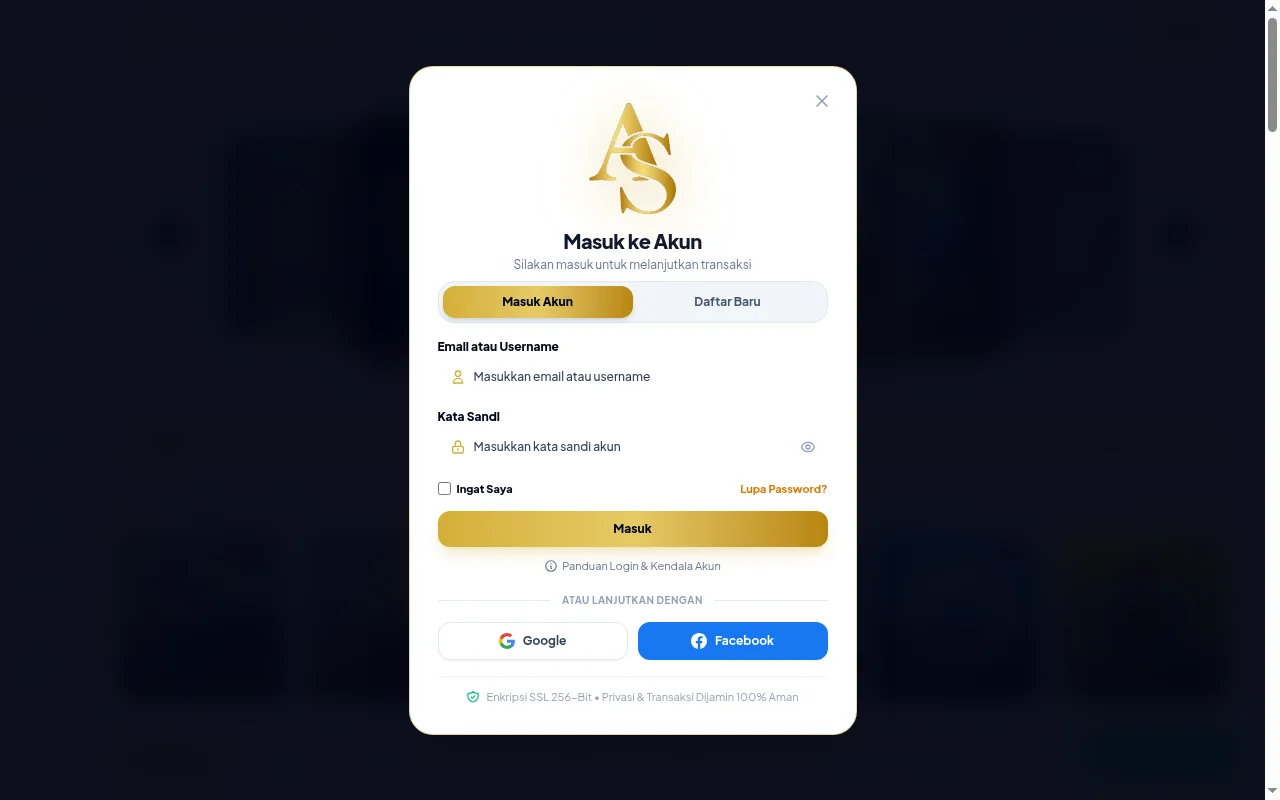 AS
Masuk ke Akun
Silakan masuk untuk melanjutkan transaksi
Masuk Akun
Daftar Baru
Email atau Username
Masukkan email atau username
Kata Sandi
Masukkan kata sandi akun
Ingat Saya
Lupa Password?
Masuk
Panduan Login & Kendala Akun
ATAU LANJUTKAN DENGAN
Google
Facebook
Enkripsi SSL 256-Bit • Privasi & Transaksi Dijamin 100% Aman